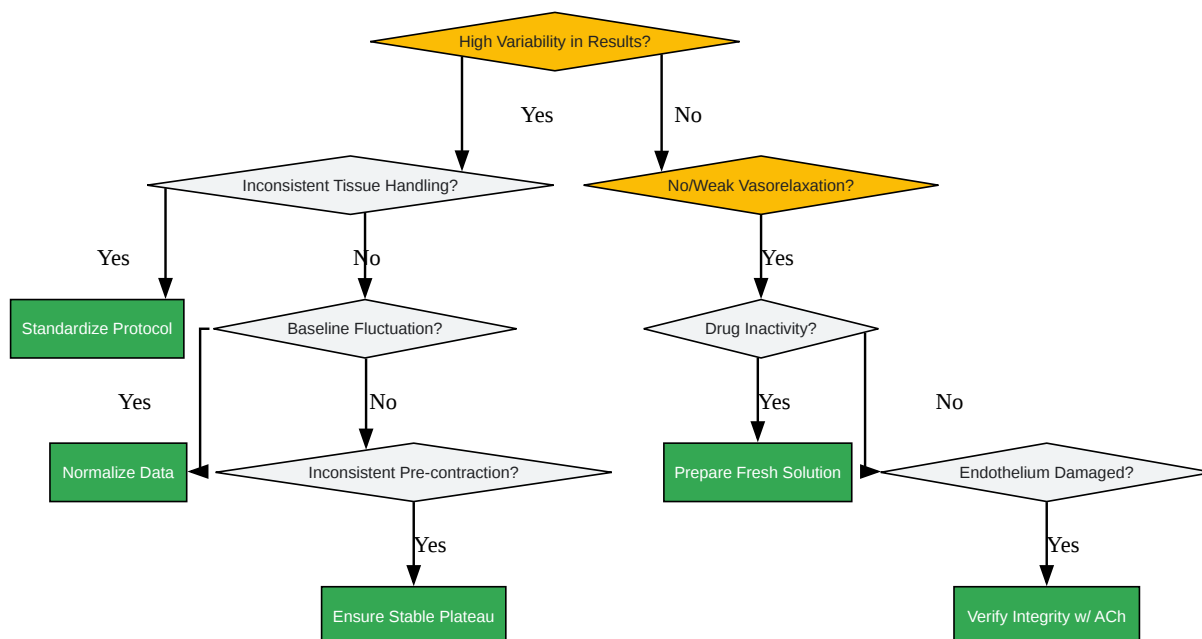 High Variability in Results?
Yes
No
Inconsistent Tissue Handling?
No/Weak Vasorelaxation?
Yes
No
Yes
Standardize Protocol
Baseline Fluctuation?
Drug Inactivity?
Yes
No
Yes
No
Normalize Data
Inconsistent Pre-contraction?
Prepare Fresh Solution
Endothelium Damaged?
Yes
Yes
Ensure Stable Plateau
Verify Integrity w/ ACh